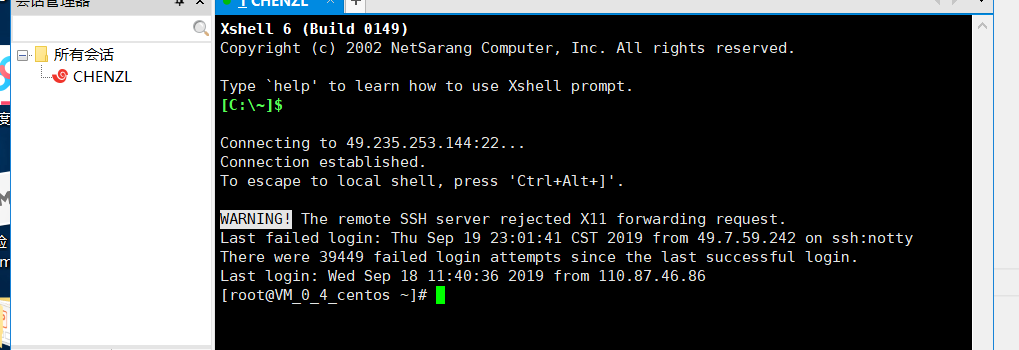 会话管理器
1 CHENZL
所有会话
CHENZL
Xshell 6 (Build 0149)
Copyright (c) 2002 NetSarang Computer, Inc. All rights reserved.
Type `help' to learn how to use Xshell prompt.
[C:\~]$
Connecting to 49.235.253.144:22...
Connection established.
To escape to local shell, press 'Ctrl+Alt+]'.
WARNING! The remote SSH server rejected X11 forwarding request.
Last failed login: Thu Sep 19 23:01:41 CST 2019 from 49.7.59.242 on ssh:notty
There were 39449 failed login attempts since the last successful login.
Last login: Wed Sep 18 11:40:36 2019 from 110.87.46.86
[root@VM_0_4_centos ~]#